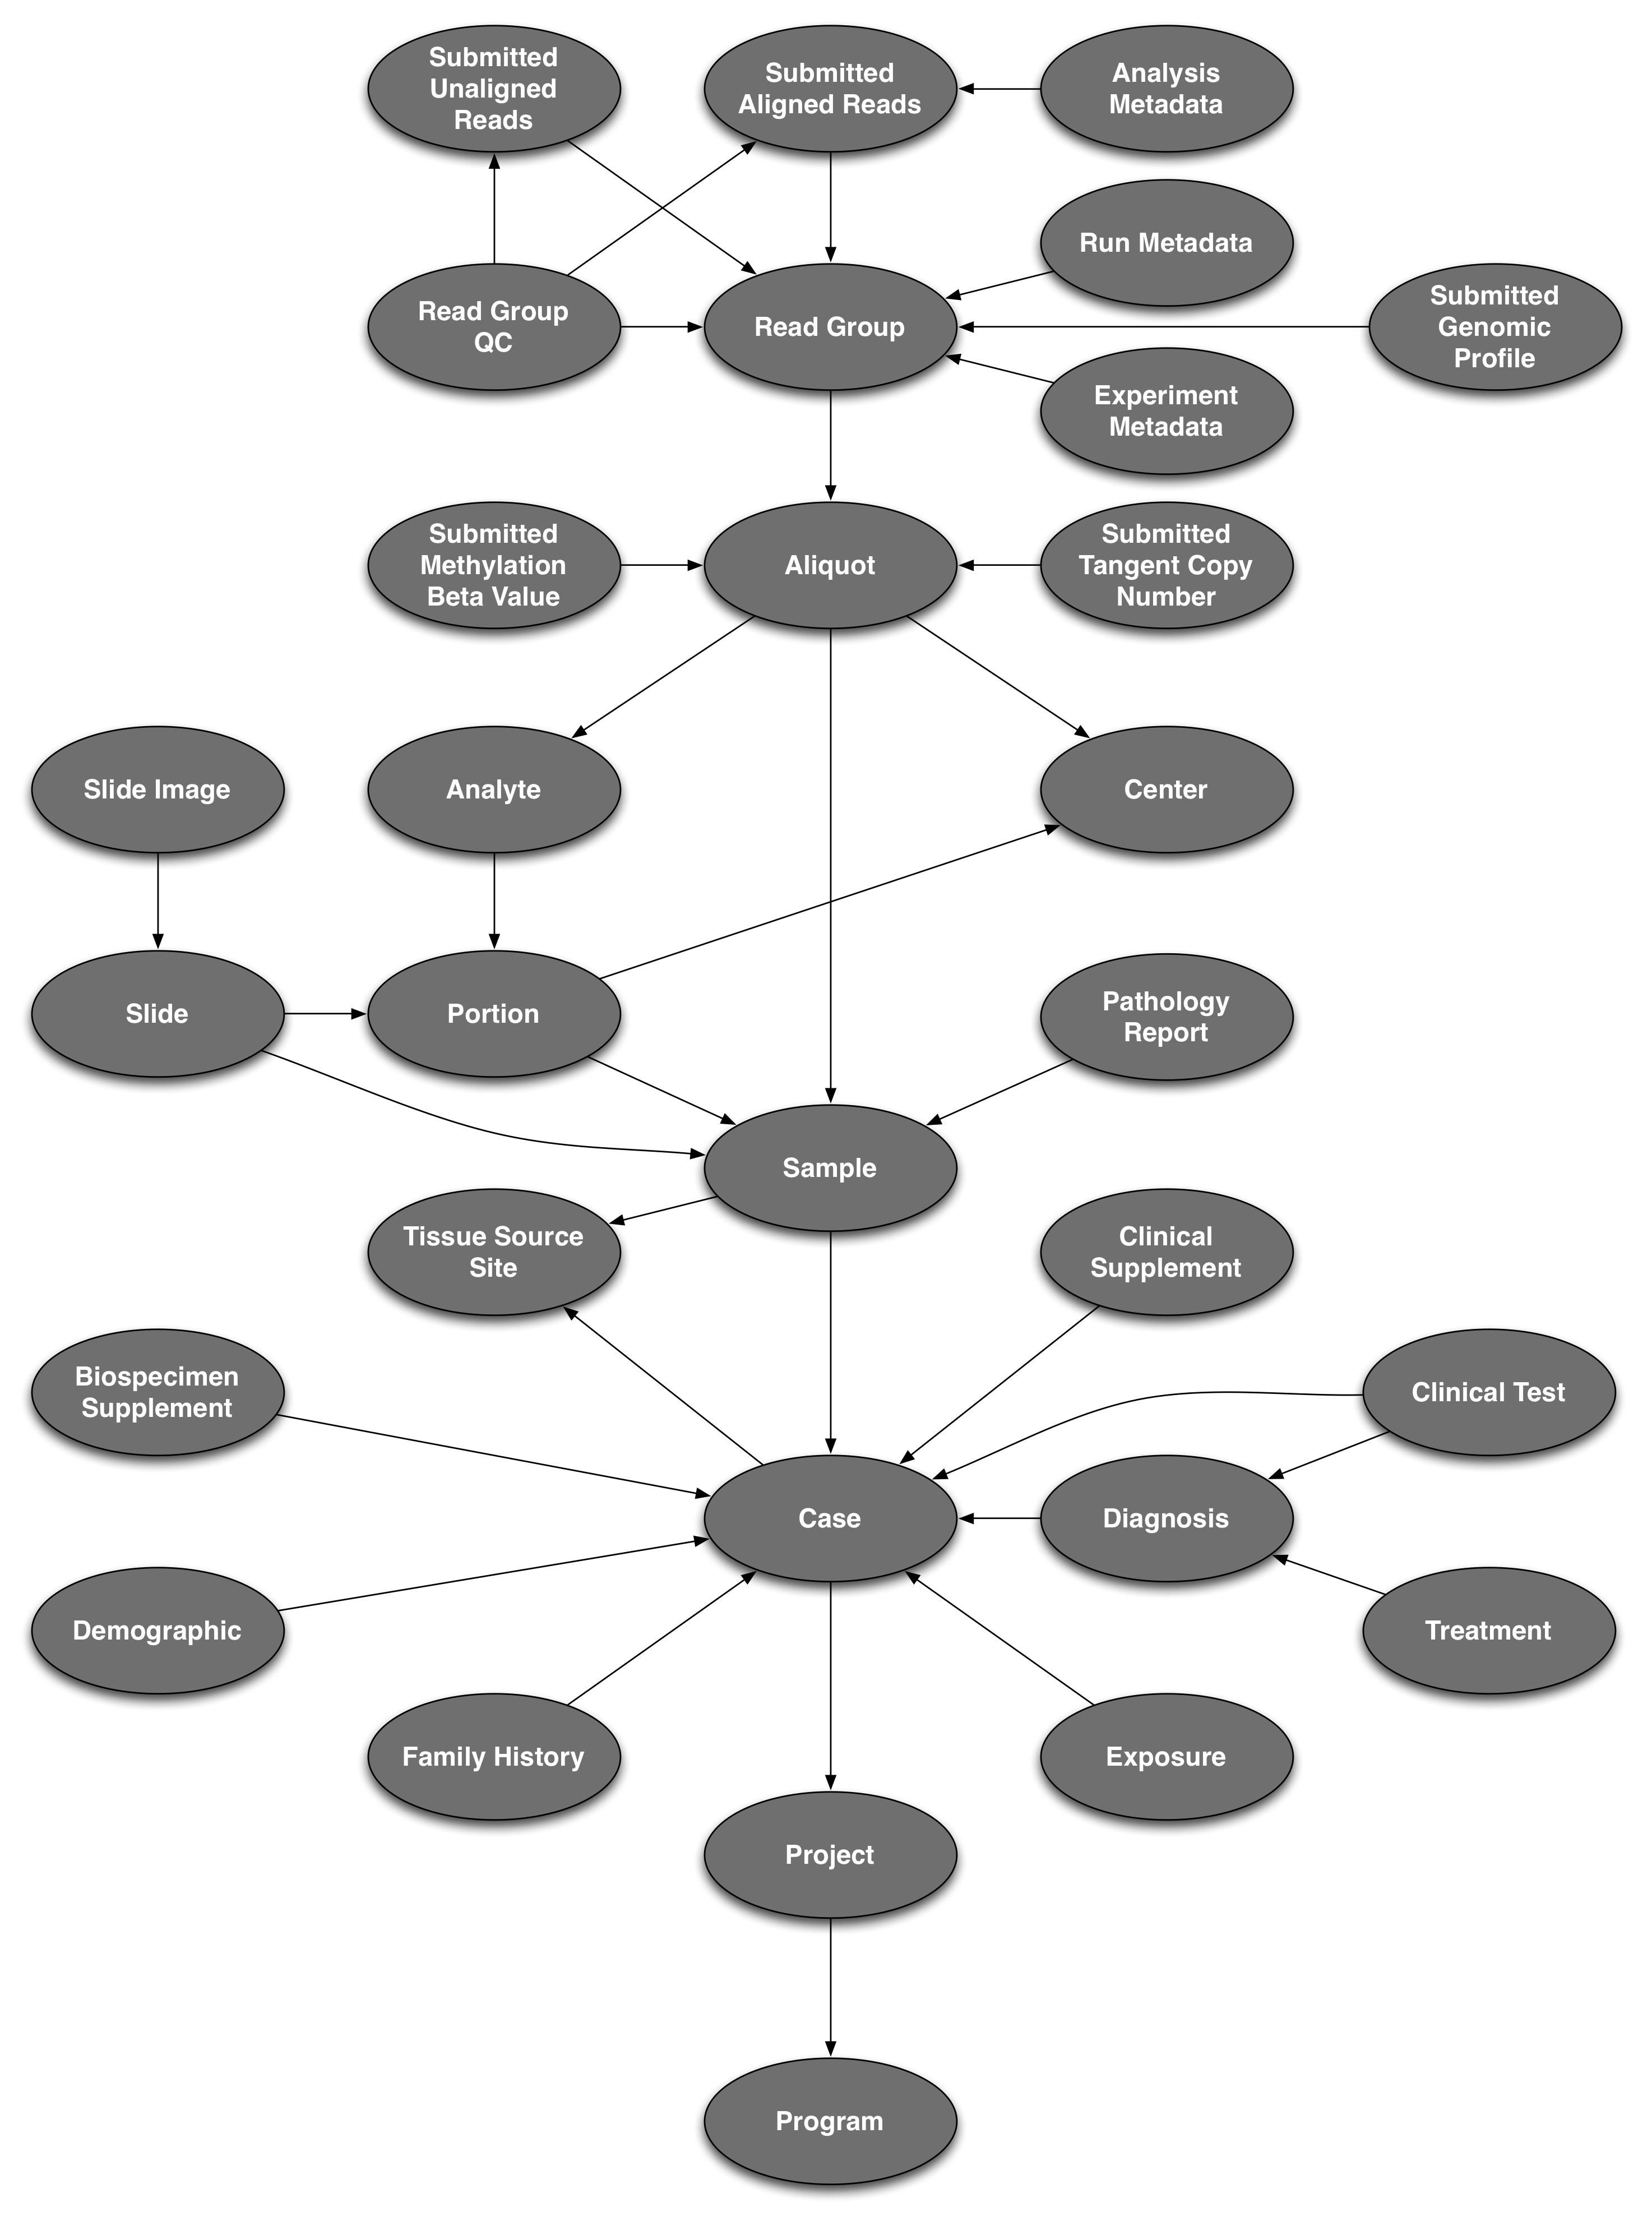 Submitted
Unaligned
Reads
Submitted
Aligned Reads
Analysis
Metadata
Run Metadata
Read Group
QC
Read Group
Submitted
Genomic
Profile
Experiment
Metadata
Submitted
Methylation
Beta Value
Aliquot
Submitted
Tangent Copy
Number
Slide Image
Analyte
Center
Slide
Portion
Pathology
Report
Sample
Tissue Source
Site
Clinical
Supplement
Biospecimen
Supplement
Clinical Test
Case
Diagnosis
Demographic
Treatment
Family History
Exposure
Project
Program